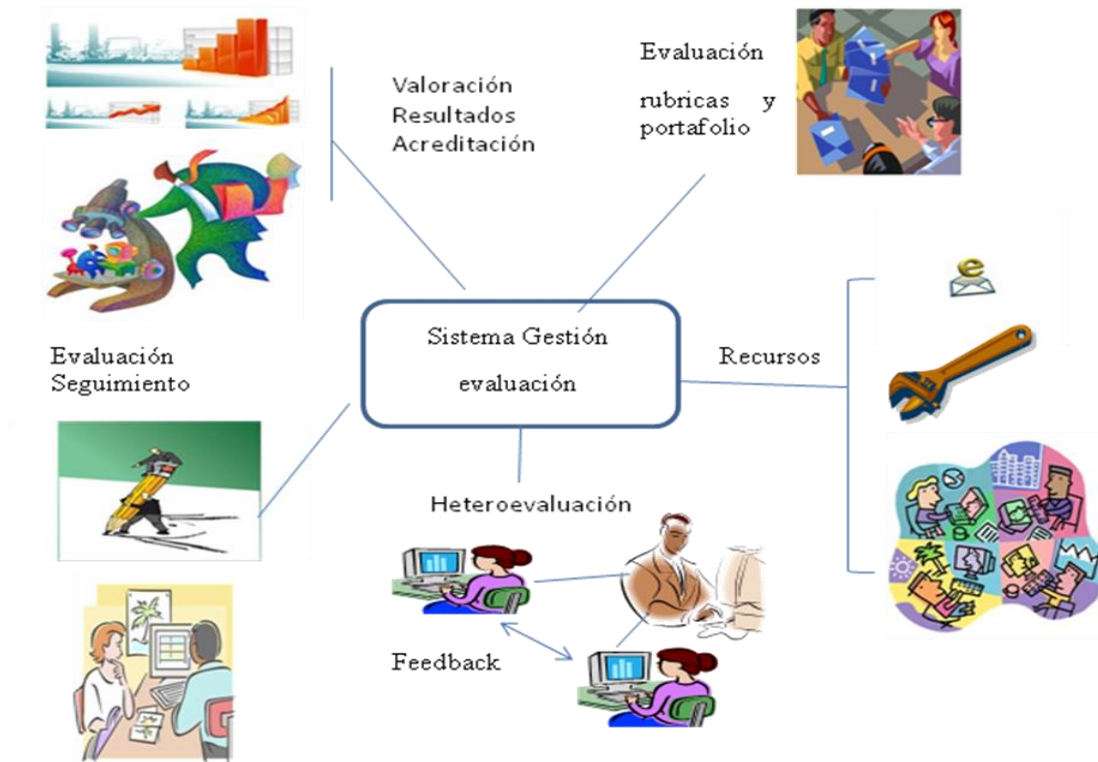 Valoración
Resultados
Acreditación
Evaluación
rubricas y
portafolio
Sistema Gestión
evaluación
Recursos
e
Evaluación
Seguimiento
Heteroevaluación
Feedback